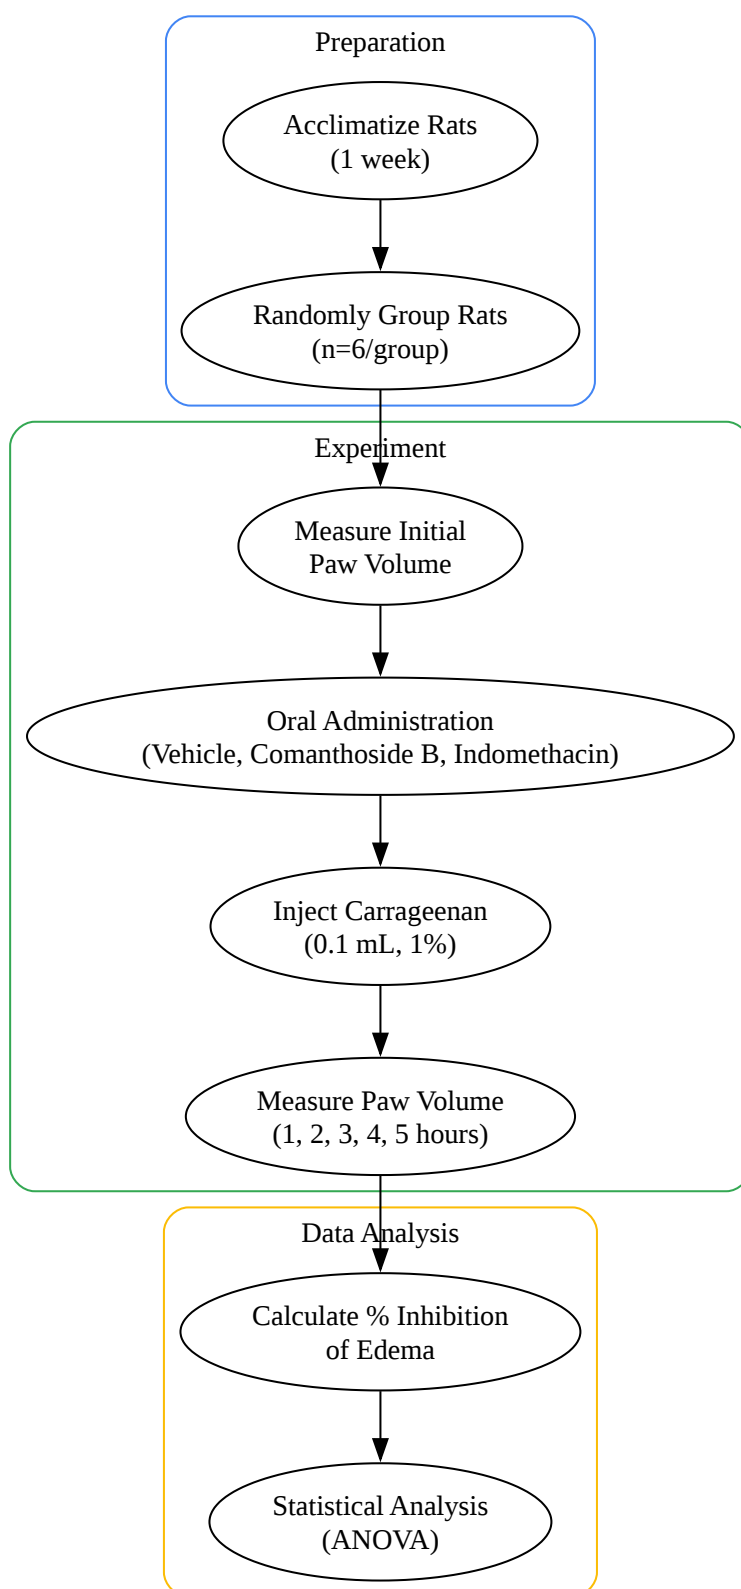 Preparation
Acclimatize Rats
(1 week)
Randomly Group Rats
(n=6/group)
Experiment
Measure Initial
Paw Volume
Oral Administration
(Vehicle, Comanthoside B, Indomethacin)
Inject Carrageenan
(0.1 mL, 1%)
Measure Paw Volume
(1, 2, 3, 4, 5 hours)
Data Analysis
Calculate % Inhibition
of Edema
Statistical Analysis
(ANOVA)